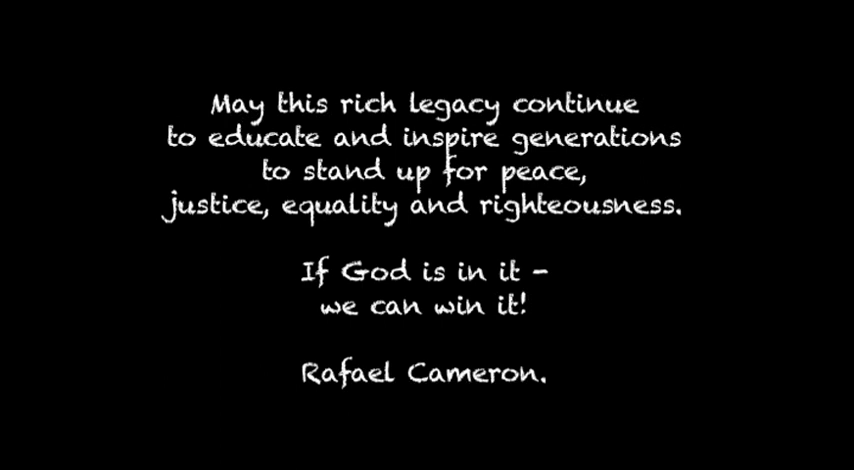 May this rich legacy continue
to educate and inspire generations
to stand up for peace,
justice, equality and righteousness.
If God is in it -
we can win it!
Rafael Cameron.